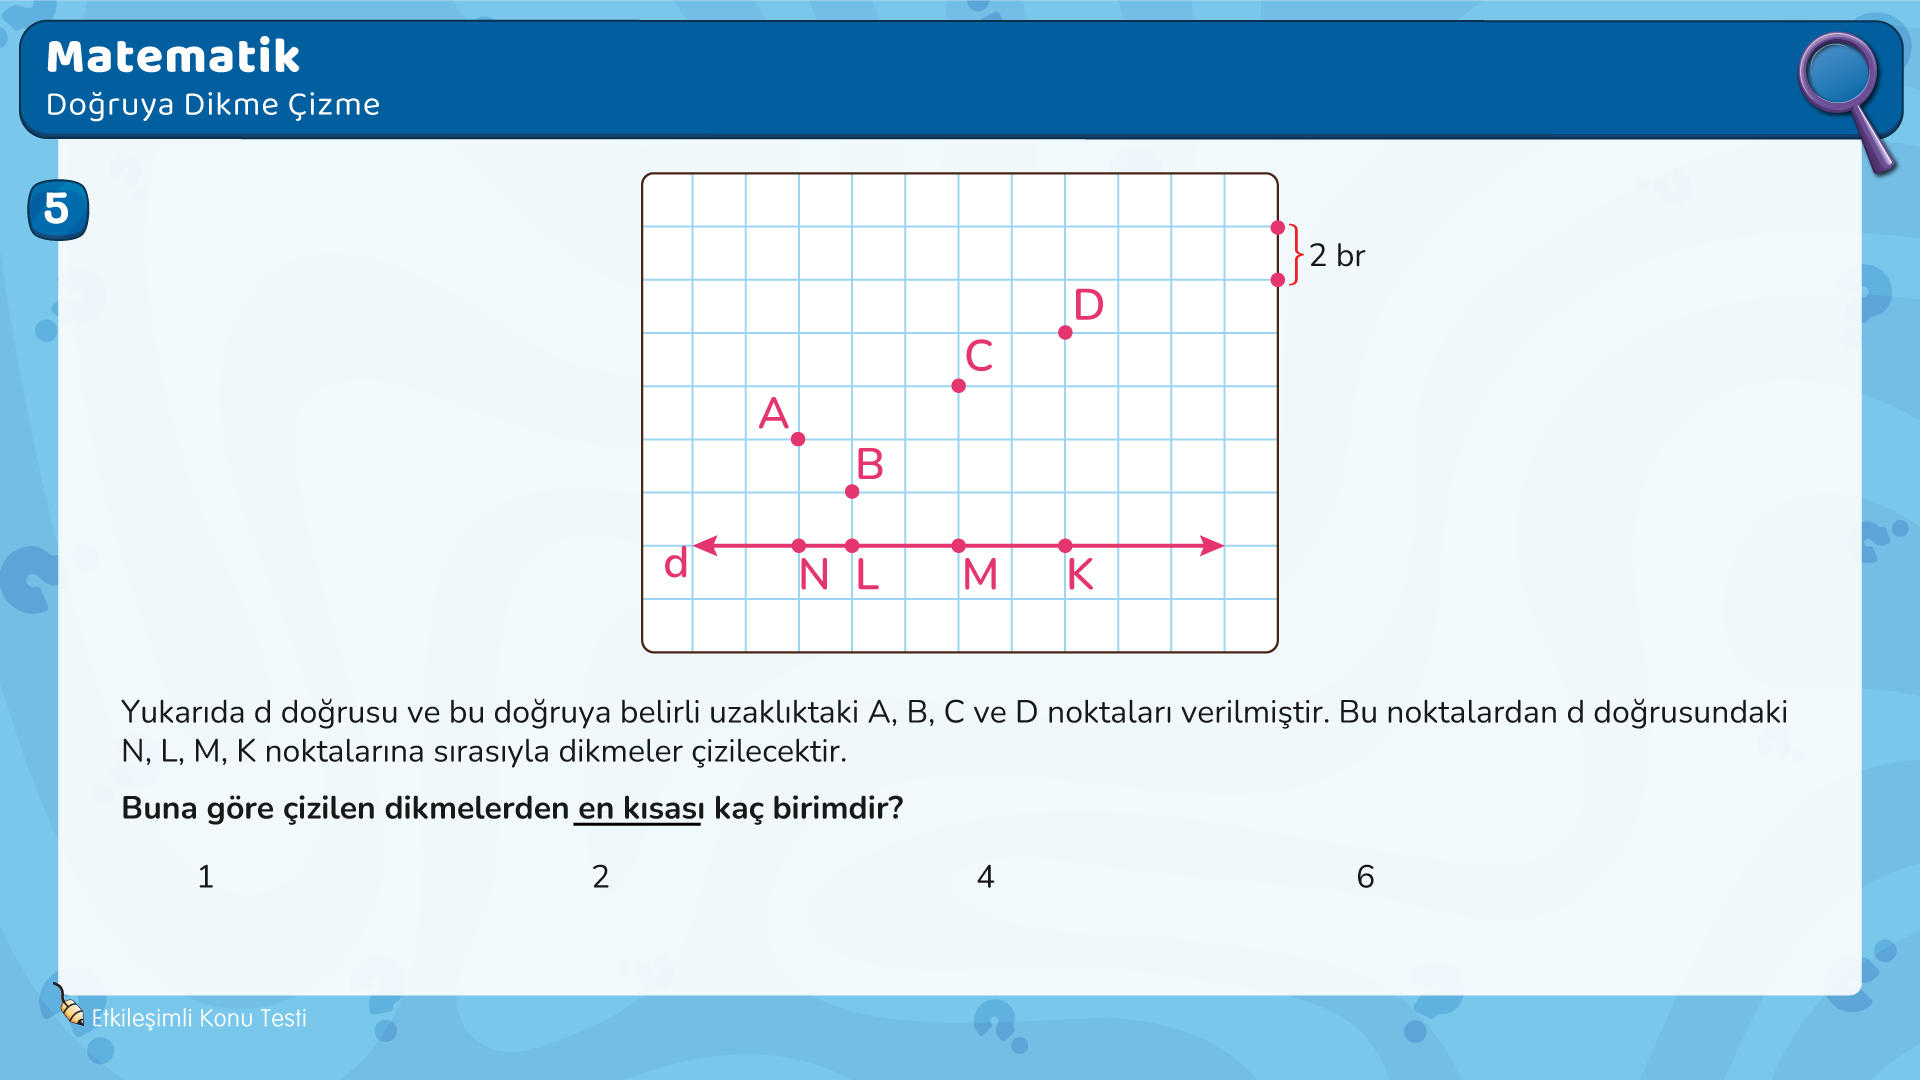 Matematik
Doğruya Dikme Çizme
5
2 br
D
C
A
B
d
N L M K
Yukarıda d doğrusu ve bu doğruya belirli uzaklıktaki A, B, C ve D noktaları verilmiştir. Bu noktalardan d doğrusundaki
N, L, M, K noktalarına sırasıyla dikmeler çizilecektir.
Buna göre çizilen dikmelerden en kısası kaç birimdir?
1 2 4 6
Etkileşimli Konu Testi